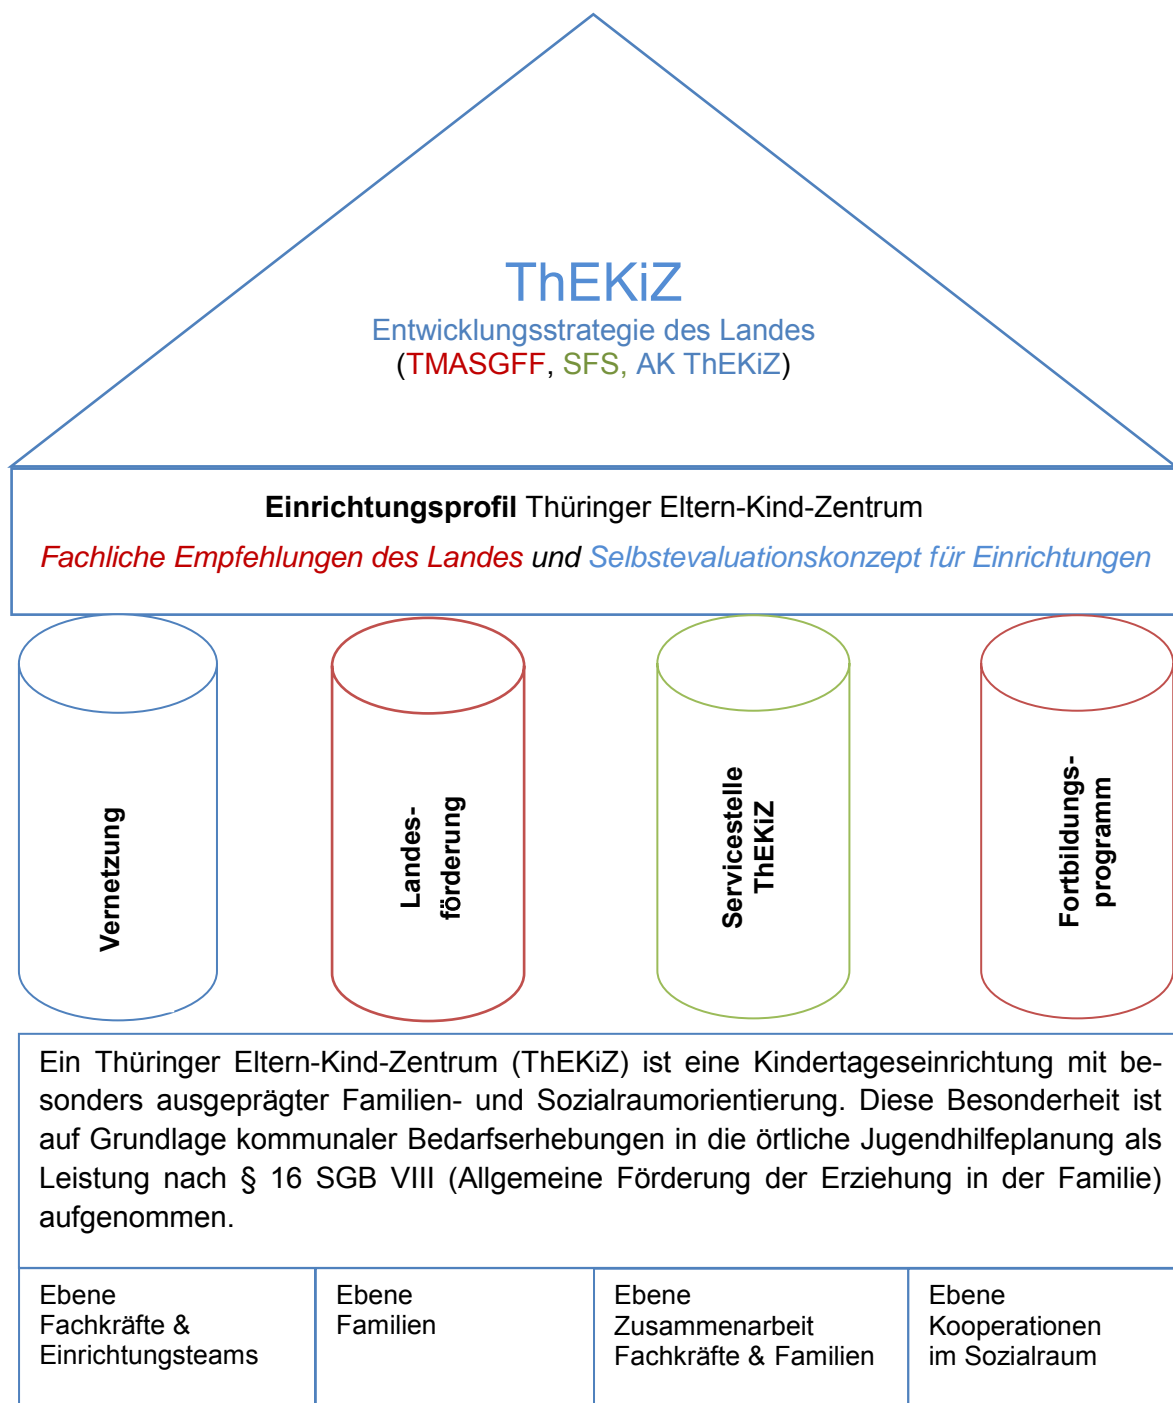 ThEKiZ
Entwicklungsstrategie des Landes
(TMASGFF, SFS, AK ThEKiZ)
Einrichtungsprofil Thüringer Eltern-Kind-Zentrum
Fachliche Empfehlungen des Landes und Selbstevaluationskonzept für Einrichtungen
Vernetzung
Landes-
förderung
Servicestelle
ThEKiZ
Fortbildungs-
programm
Ein Thüringer Eltern-Kind-Zentrum (ThEKiZ) ist eine Kindertageseinrichtung mit be-
sonders ausgeprägter Familien- und Sozialraumorientierung. Diese Besonderheit ist
auf Grundlage kommunaler Bedarfserhebungen in die örtliche Jugendhilfeplanung als
Leistung nach § 16 SGB VIII (Allgemeine Förderung der Erziehung in der Familie)
aufgenommen.
Ebene
Fachkräfte &
Einrichtungsteams
Ebene
Familien
Ebene
Zusammenarbeit
Fachkräfte & Familien
Ebene
Kooperationen
im Sozialraum